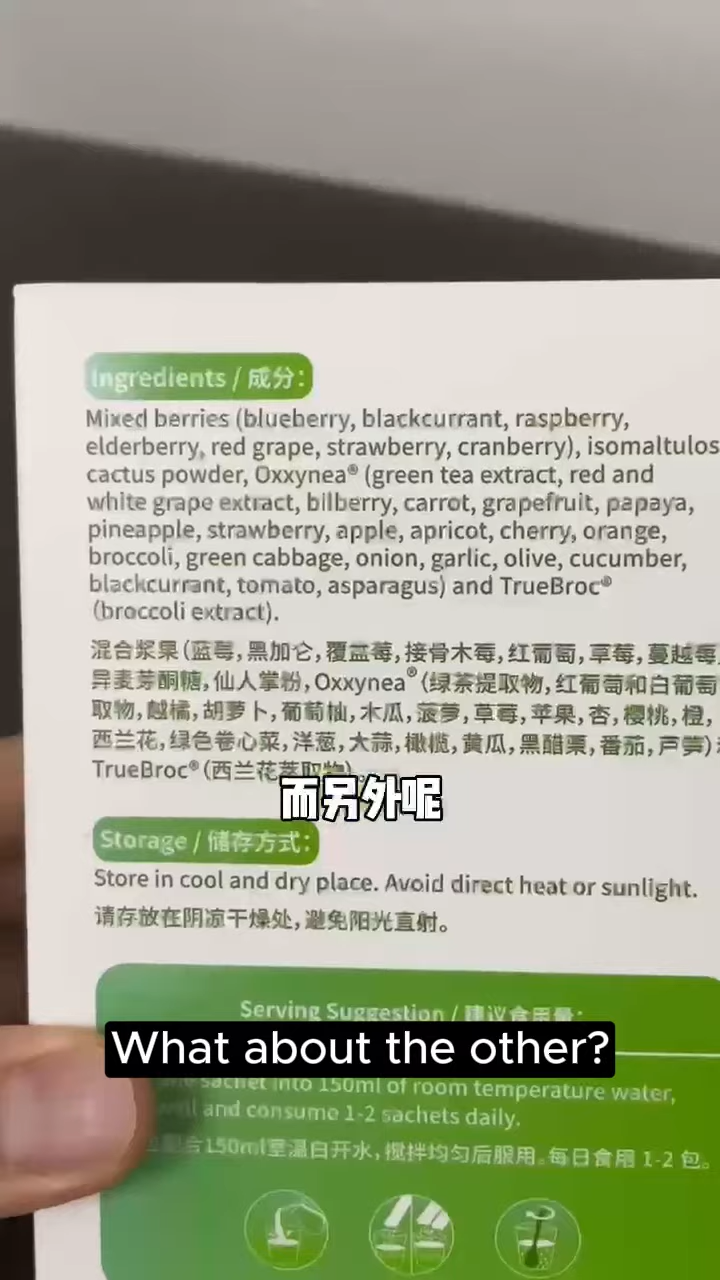 Ingredients / 成分:
Mixed berries (blueberry, blackcurrant, raspberry,
elderberry, red grape, strawberry, cranberry), isomaltulos
cactus powder, Oxxynea® (green tea extract, red and
white grape extract, bilberry, carrot, grapefruit, papaya,
pineapple, strawberry, apple, apricot, cherry, orange,
broccoli, green cabbage, onion, garlic, olive, cucumber,
blackcurrant, tomato, asparagus) and TrueBroc®
(broccoli extract).
混合浆果(蓝莓,黑加仑,覆盆莓,接骨木莓,红葡萄,草莓,蔓越莓
异麦芽酮糖,仙人掌粉,Oxxynea®(绿茶提取物,红葡萄和白葡萄
取物,越橘,胡萝卜,葡萄柚,木瓜,菠萝,草莓,苹果,杏,樱桃,橙,
西兰花,绿色卷心菜,洋葱,大蒜,橄榄,黄瓜,黑醋栗,番茄,芦笋)
TrueBroc®(西兰花萃取物)。
而另外呢
Storage / 储存方式:
Store in cool and dry place. Avoid direct heat or sunlight.
请存放在阴凉干燥处,避免阳光直射。
Serving Suggestion / 建议食用量:
What about the other?
sachet into 150ml of room temperature water,
well and consume 1-2 sachets daily.
150ml室温白开水,搅拌均匀后服用。每日食用 1-2 包。